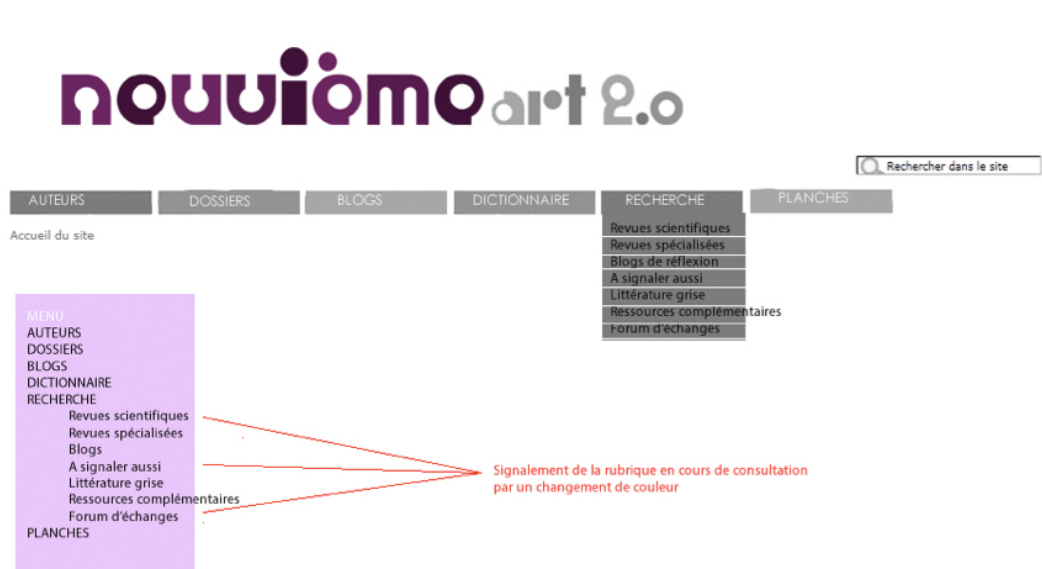 neuvième art 2.0
Rechercher dans le site
AUTEURS DOSSIERS BLOGS DICTIONNAIRE RECHERCHE PLANCHES
Accueil du site
Revues scientifiques
Revues spécialisées
Blogs de réflexion
A signaler aussi
Littérature grise
Ressources complémentaires
Forum d'échanges
MENU
AUTEURS
DOSSIERS
BLOGS
DICTIONNAIRE
RECHERCHE
Revues scientifiques
Revues spécialisées
Blogs
A signaler aussi
Littérature grise
Ressources complémentaires
Forum d'échanges
PLANCHES
Signalement de la rubrique en cours de consultation
par un changement de couleur